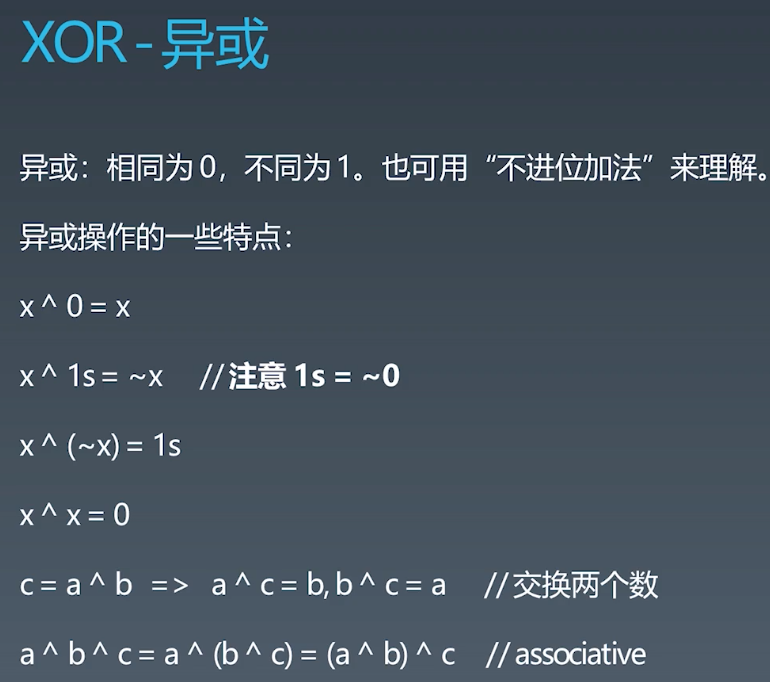 XOR - 异或
异或：相同为 0，不同为 1。也可用“不进位加法”来理解。
异或操作的一些特点：
x ^ 0 = x
x ^ 1s = ~x // 注意 1s = ~0
x ^ (~x) = 1s
x ^ x = 0
c = a ^ b => a ^ c = b, b ^ c = a // 交换两个数
a ^ b ^ c = a ^ (b ^ c) = (a ^ b) ^ c // associative